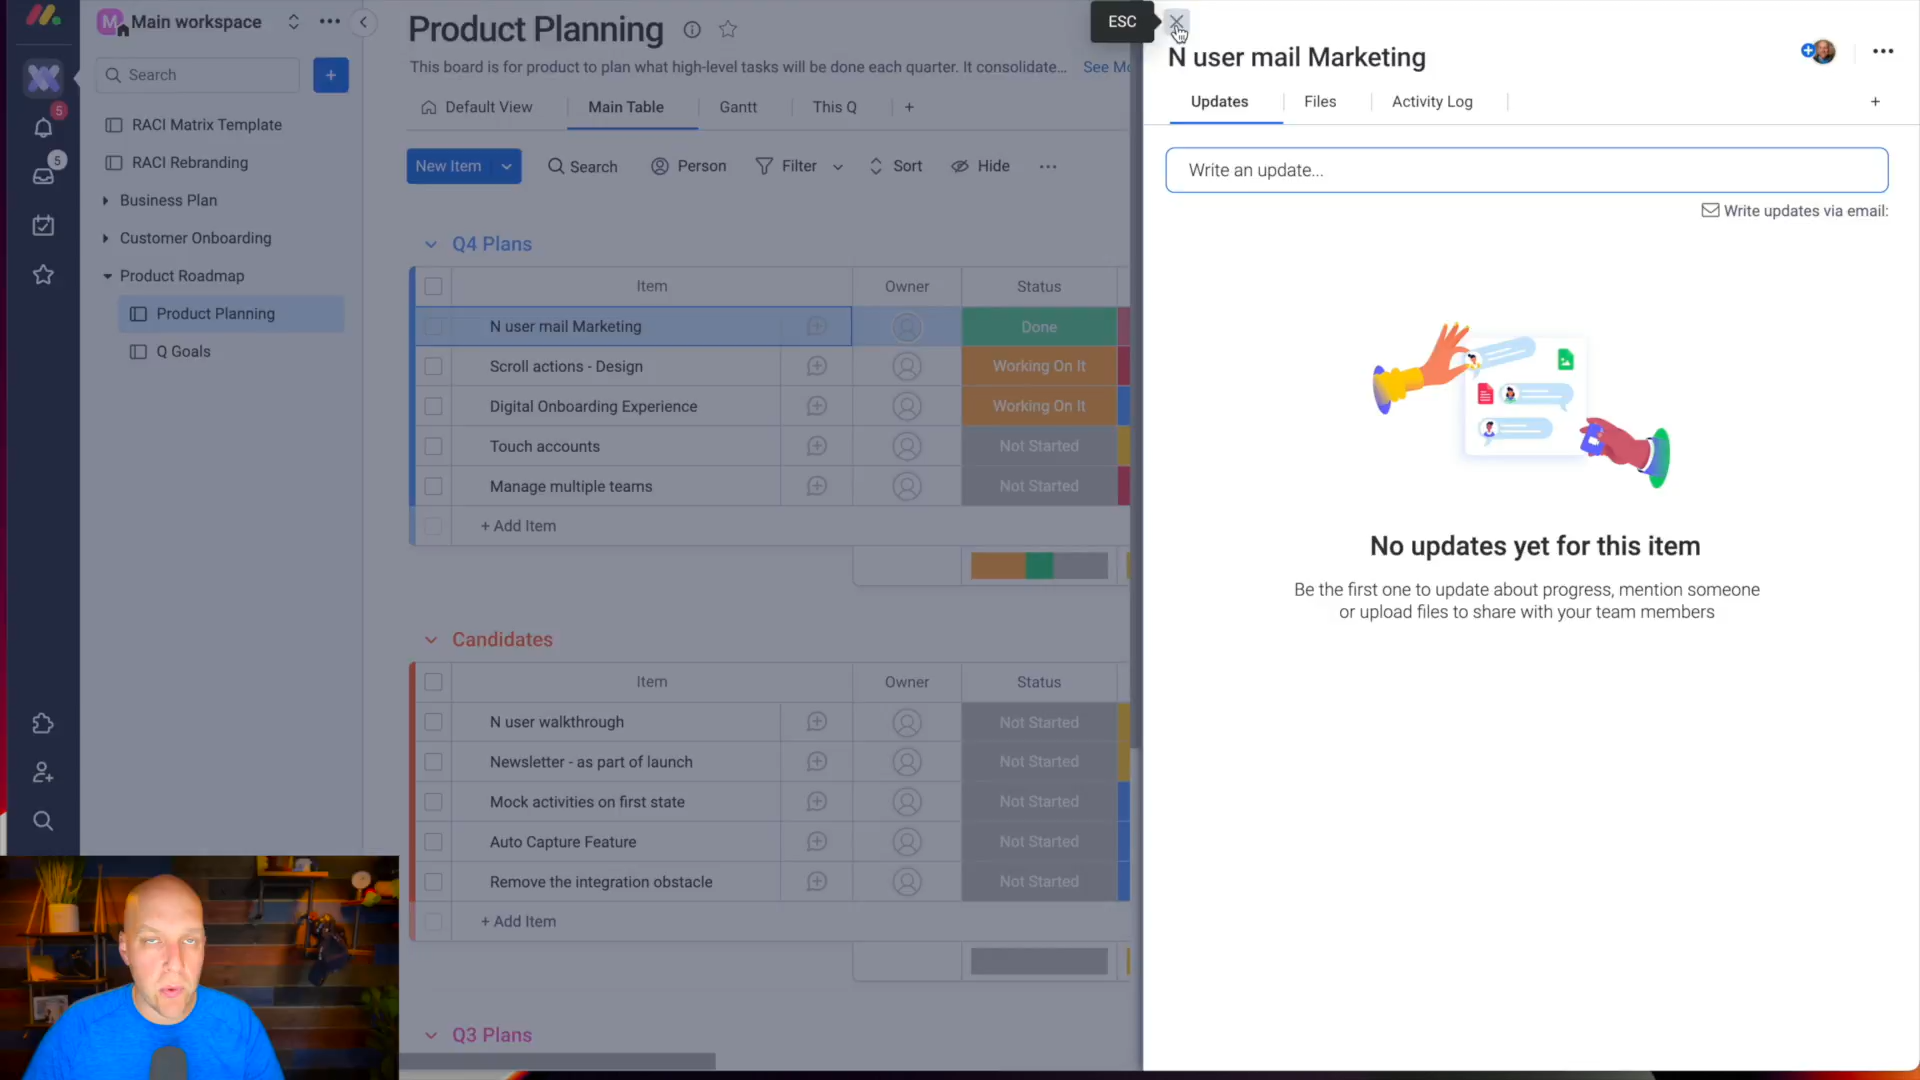 M Main workspace
Search
+
5
5
RACI Matrix Template
RACI Rebranding
Business Plan
Customer Onboarding
Product Roadmap
Product Planning
Q Goals
Product Planning
This board is for product to plan what high-level tasks will be done each quarter. It consolidate... See Mo
Default View
Main Table
Gantt
This Q
+
New Item
Search
Person
Filter
Sort
Hide
Q4 Plans
Item Owner Status
N user mail Marketing Done
Scroll actions - Design Working On It
Digital Onboarding Experience Working On It
Touch accounts Not Started
Manage multiple teams Not Started
+ Add Item
Candidates
Item Owner Status
N user walkthrough Not Started
Newsletter - as part of launch Not Started
Mock activities on first state Not Started
Auto Capture Feature Not Started
Remove the integration obstacle Not Started
+ Add Item
Q3 Plans
ESC
N user mail Marketing
Updates
Files
Activity Log
+
Write an update...
Write updates via email:
No updates yet for this item
Be the first one to update about progress, mention someone
or upload files to share with your team members